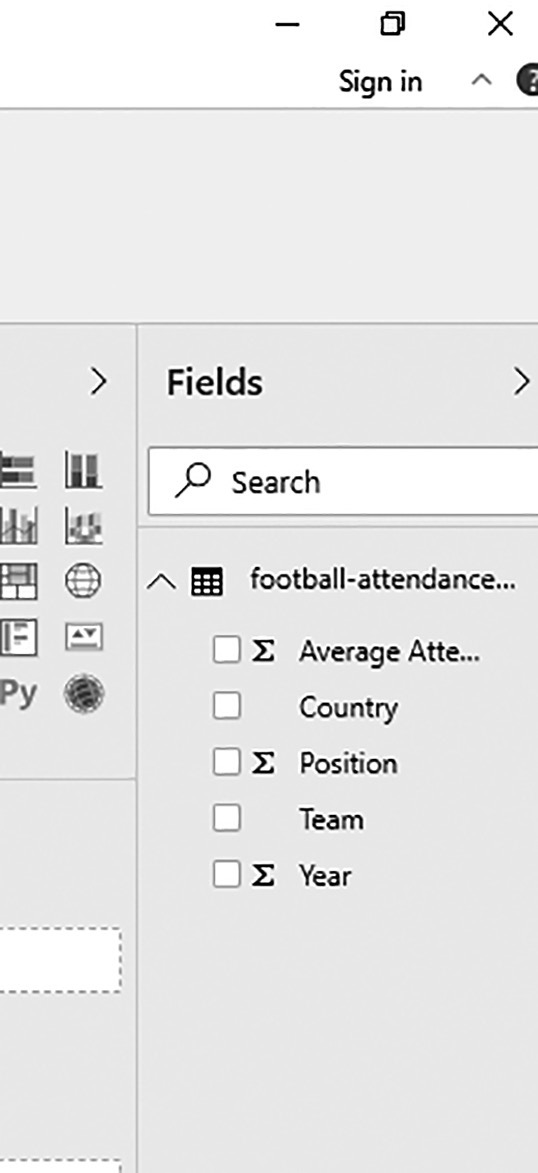 Sign in
?
Fields
Search
football-attendance...
Σ Average Atte...
Country
Σ Position
Team
Σ Year
Py